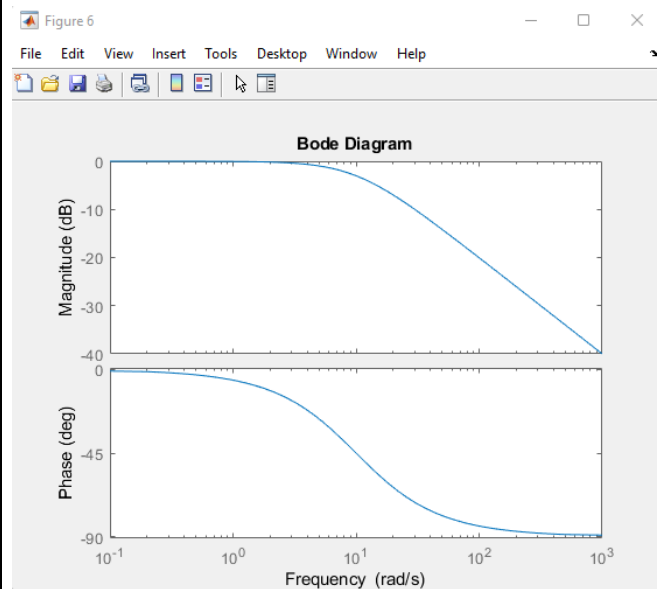 Figure 6
File Edit View Insert Tools Desktop Window Help
Bode Diagram
Magnitude (dB)
0
-10
-20
-30
-40
Phase (deg)
0
-45
-90
10^-1 10^0 10^1 10^2 10^3
Frequency (rad/s)